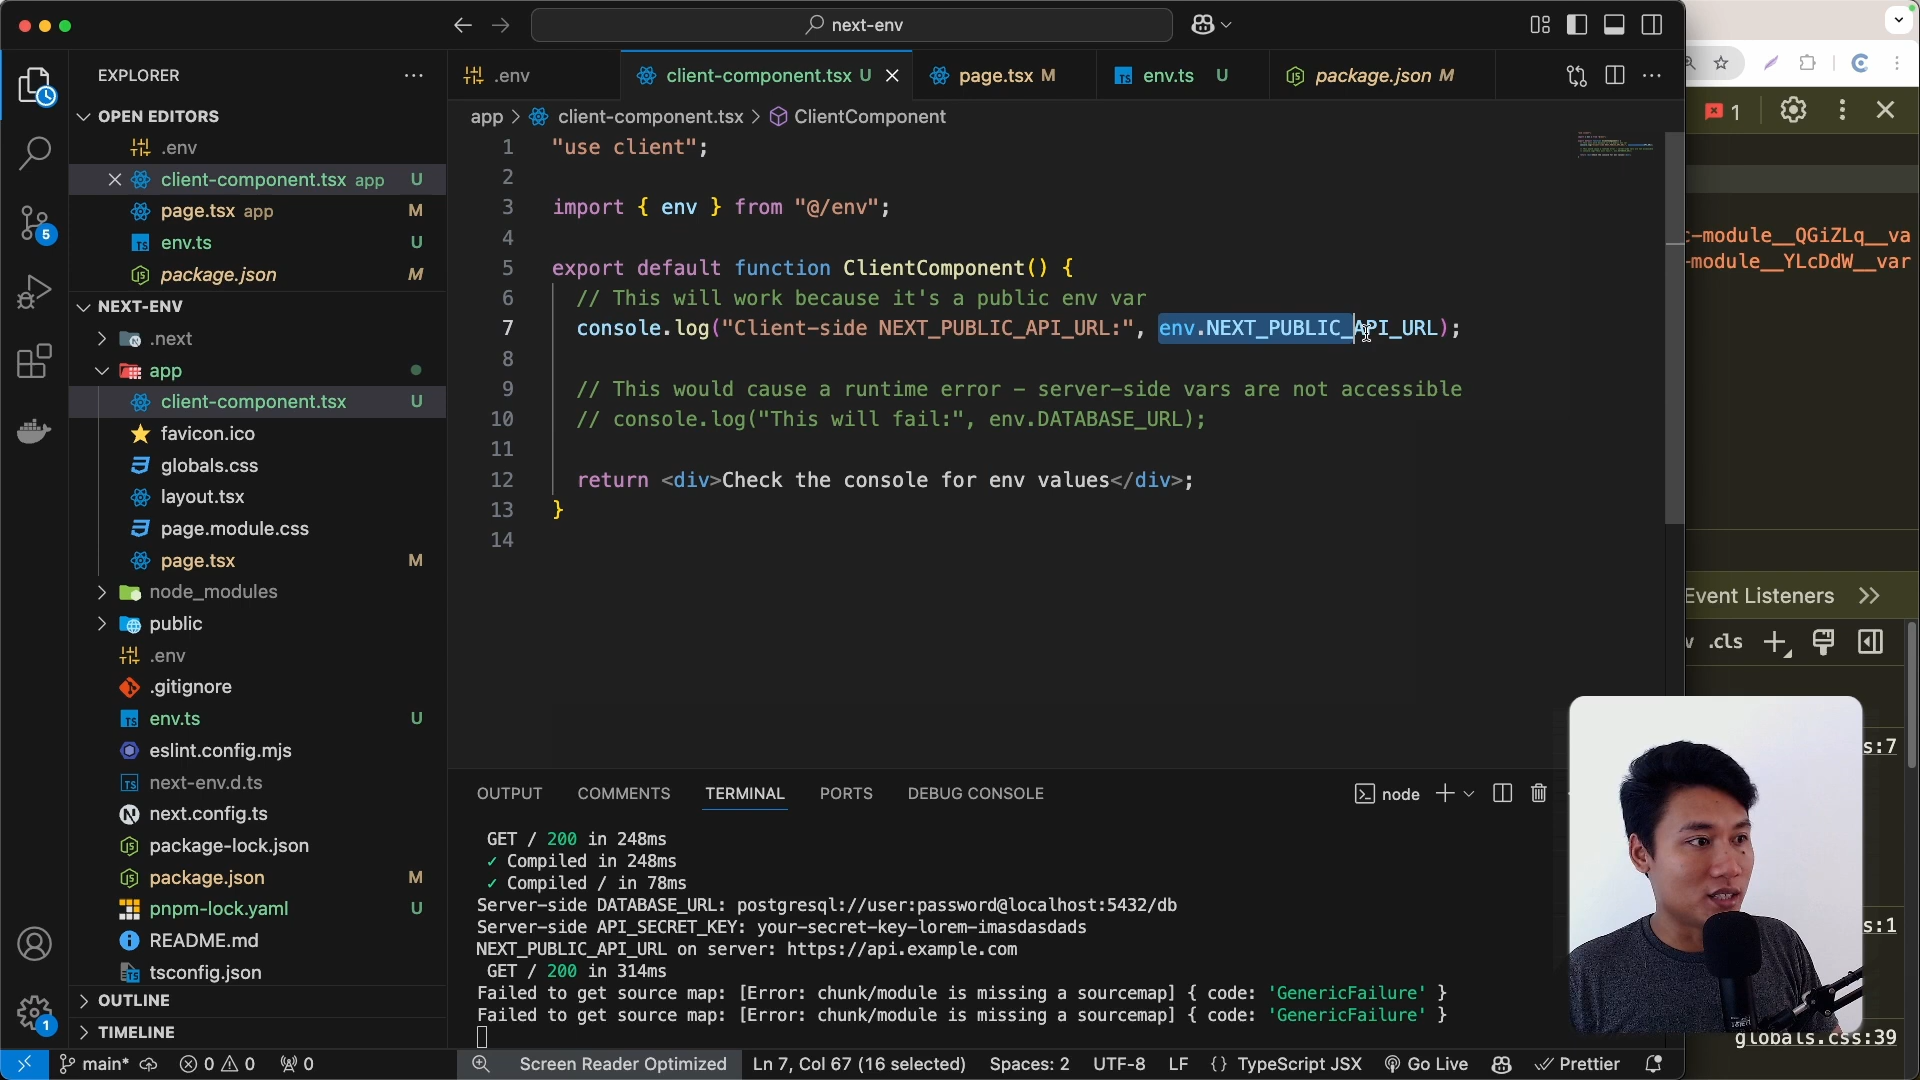 next-env
EXPLORER
OPEN EDITORS
.env
client-component.tsx app U
page.tsx app M
env.ts U
package.json M
NEXT-ENV
.next
app
client-component.tsx U
favicon.ico
globals.css
layout.tsx
page.module.css
page.tsx M
node_modules
public
.env
.gitignore
env.ts U
eslint.config.mjs
next-env.d.ts
next.config.ts
package-lock.json
package.json M
pnpm-lock.yaml U
README.md
tsconfig.json
OUTLINE
TIMELINE
5
1
.env
client-component.tsx U
page.tsx M
env.ts U
package.json M
app > client-component.tsx > ClientComponent
1 "use client";
2
3 import { env } from "@/env";
4
5 export default function ClientComponent() {
6 // This will work because it's a public env var
7 console.log("Client-side NEXT_PUBLIC_API_URL:", env.NEXT_PUBLIC_API_URL);
8
9 // This would cause a runtime error - server-side vars are not accessible
10 // console.log("This will fail:", env.DATABASE_URL);
11
12 return <div>Check the console for env values</div>;
13 }
14
OUTPUT COMMENTS TERMINAL PORTS DEBUG CONSOLE
node
GET / 200 in 248ms
✓ Compiled in 248ms
✓ Compiled / in 78ms
Server-side DATABASE_URL: postgresql://user:password@localhost:5432/db
Server-side API_SECRET_KEY: your-secret-key-lorem-imasdasdads
NEXT_PUBLIC_API_URL on server: https://api.example.com
GET / 200 in 314ms
Failed to get source map: [Error: chunk/module is missing a sourcemap] { code: 'GenericFailure' }
Failed to get source map: [Error: chunk/module is missing a sourcemap] { code: 'GenericFailure' }
main* 0 0 0
Screen Reader Optimized
Ln 7, Col 67 (16 selected)
Spaces: 2
UTF-8
LF
{} TypeScript JSX
Go Live
Prettier
1
c-module__QGiZLq__va
-module__YLcDdW__var
Event Listeners
.cls
s:7
s:1
globals.css:39